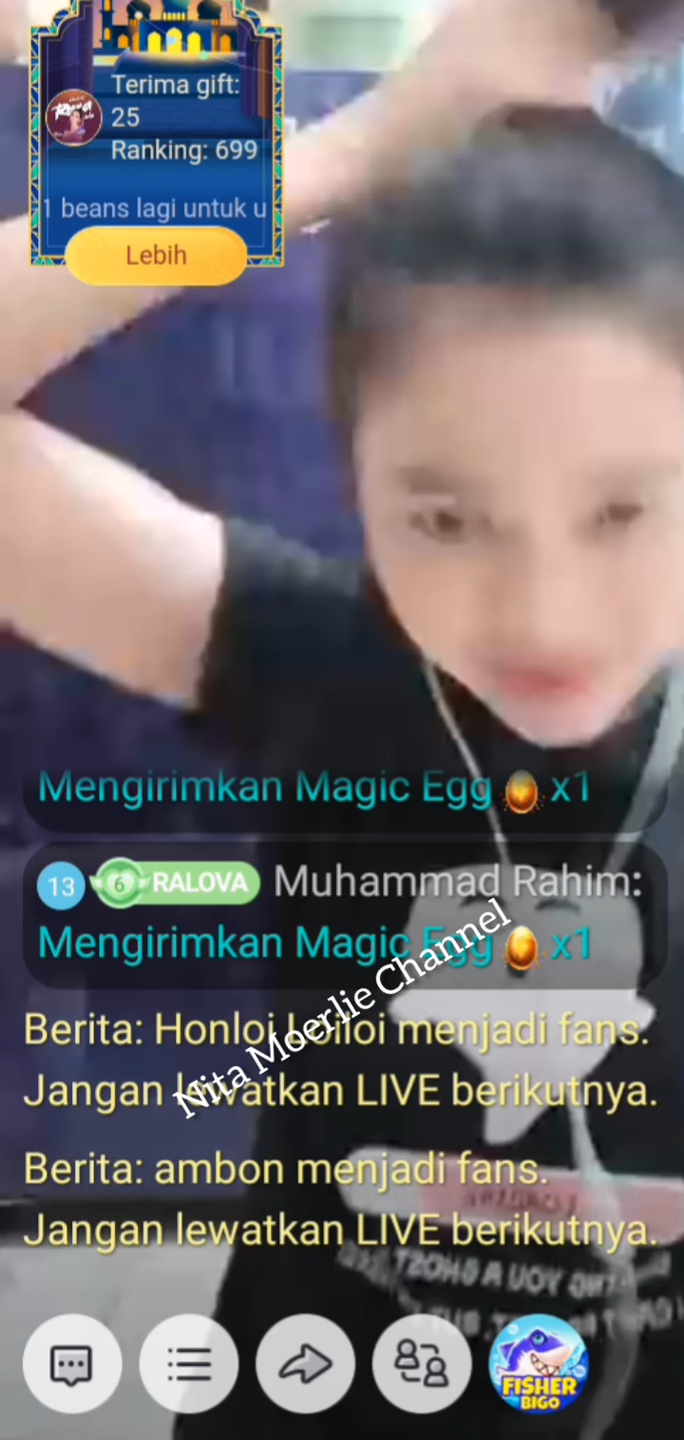 Terima gift:
25
Ranking: 699
1 beans lagi untuk u
Lebih
Mengirimkan Magic Egg x1
13 6 RALOVA Muhammad Rahim:
Mengirimkan Magic Egg x1
Nita Moerlie Channel
Berita: Honloi Loiloi menjadi fans.
Jangan lewatkan LIVE berikutnya.
Berita: ambon menjadi fans.
Jangan lewatkan LIVE berikutnya.
FISHER
BIGO